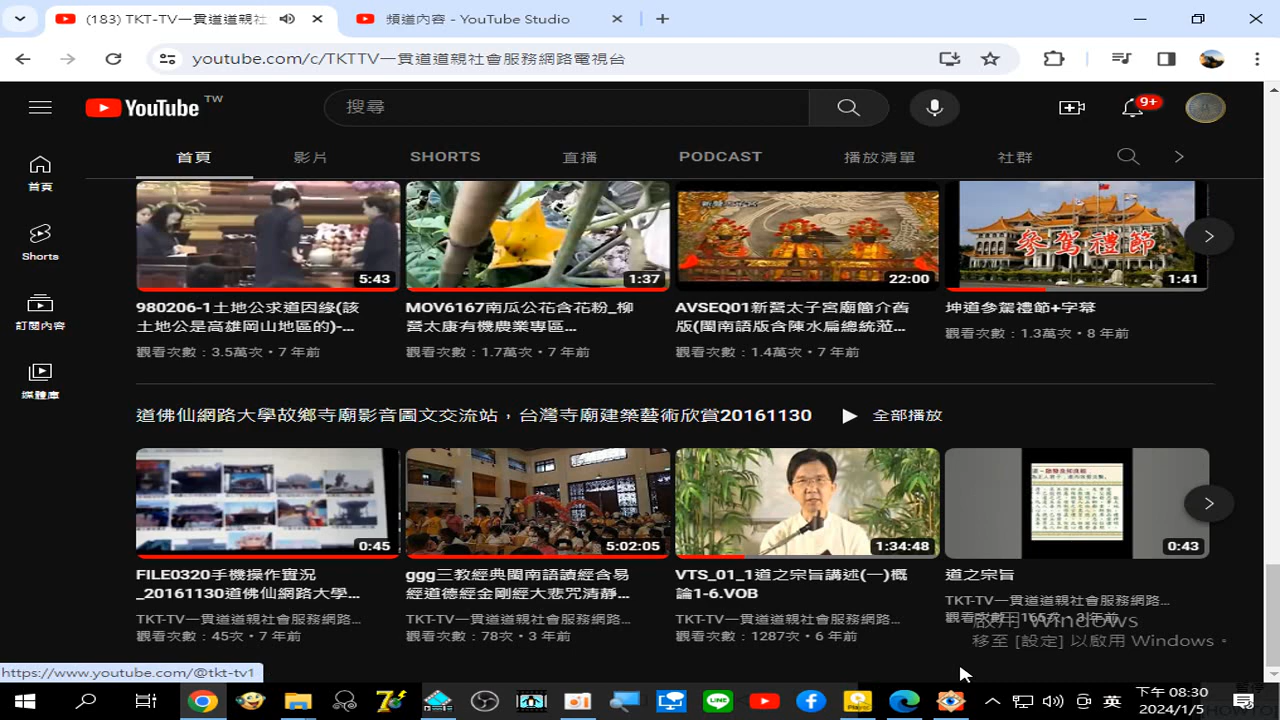 (183) TKT-TV一貫道道親社
頻道內容 - YouTube Studio
youtube.com/c/TKTTV一貫道道親社會服務網路電視台
YouTube TW
搜尋
9+
首頁
影片
SHORTS
直播
PODCAST
播放清單
社群
首頁
Shorts
訂閱內容
媒體庫
5:43
1:37
22:00
參駕禮節
1:41
980206-1土地公求道因緣(該
土地公是高雄岡山地區的)-...
觀看次數：3.5萬次・7 年前
MOV6167南瓜公花含花粉_柳
營太康有機農業專區...
觀看次數：1.7萬次・7 年前
AVSEQ01新營太子宮廟簡介舊
版(閩南語版含陳水扁總統蒞...
觀看次數：1.4萬次・7 年前
坤道參駕禮節+字幕
觀看次數：1.3萬次・8 年前
道佛仙網路大學故鄉寺廟影音圖文交流站，台灣寺廟建築藝術欣賞20161130
全部播放
0:45
5:02:05
1:34:48
0:43
FILE0320手機操作實況
_20161130道佛仙網路大學...
TKT-TV一貫道道親社會服務網路...
觀看次數：45次・7 年前
ggg三教經典閩南語讀經含易
經道德經金剛經大悲咒清靜...
TKT-TV一貫道道親社會服務網路...
觀看次數：78次・3 年前
VTS_01_1道之宗旨講述(一)概
論1-6.VOB
TKT-TV一貫道道親社會服務網路...
觀看次數：1287次・6 年前
道之宗旨
TKT-TV一貫道道親社會服務網路...
觀看次數：165次・3 年前
啟用 Windows
移至 [設定] 以啟用 Windows。
https://www.youtube.com/@tkt-tv1
英
下午 08:30
2024/1/5